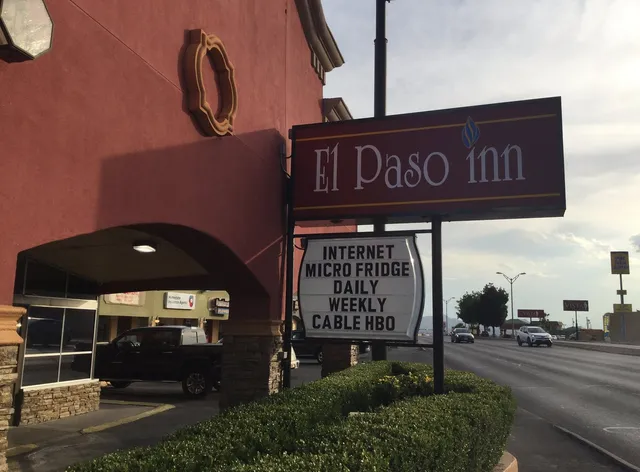 El Paso inn
INTERNET
MICRO FRIDGE
DAILY
WEEKLY
CABLE HBO